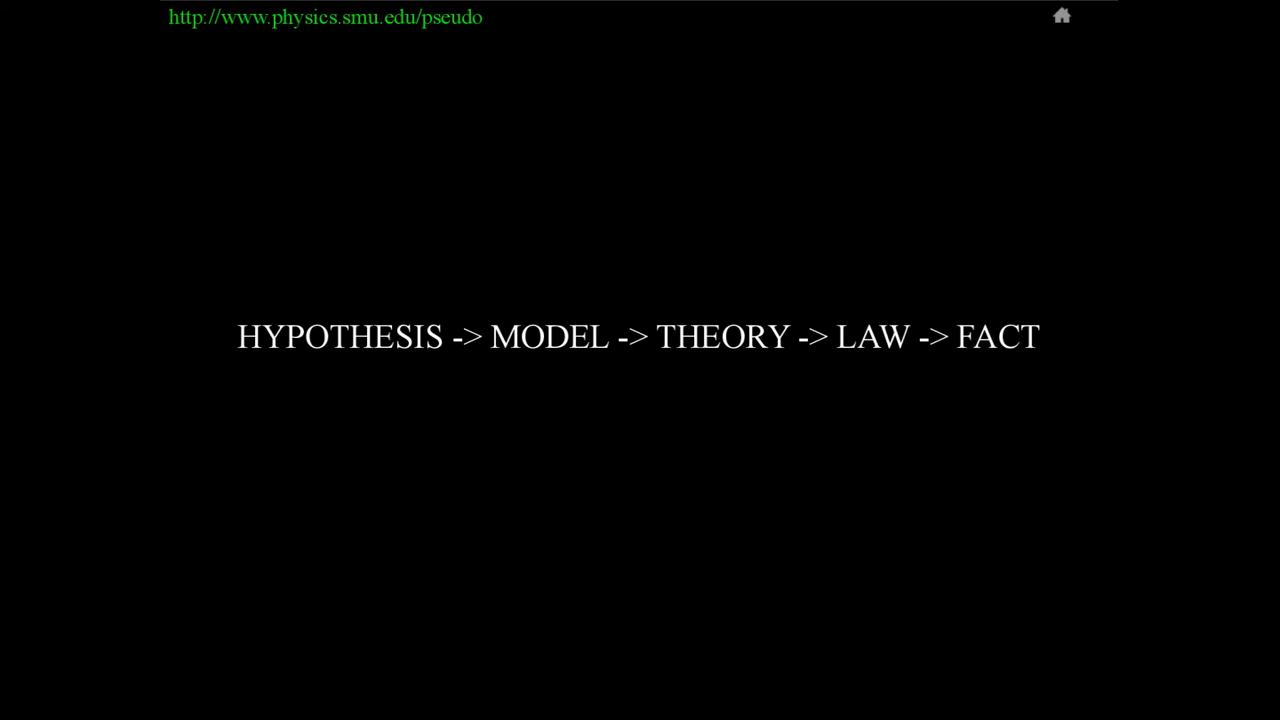 http://www.physics.smu.edu/pseudo
HYPOTHESIS -> MODEL -> THEORY -> LAW -> FACT